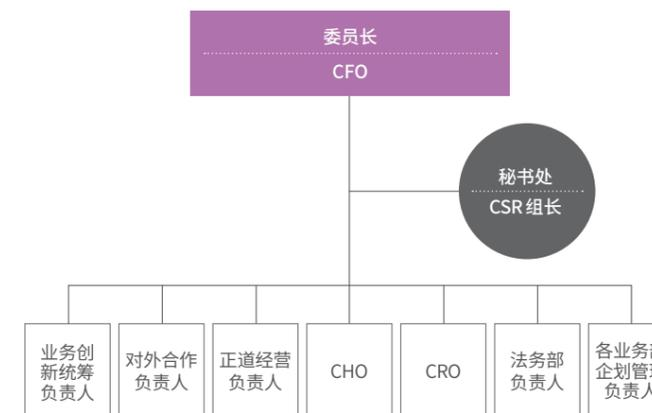 委员长
CFO
秘书处
CSR 组长
业务创
新统筹
负责人
对外合作
负责人
正道经营
负责人
CHO
CRO
法务部
负责人
各业务部
企划管理
负责人